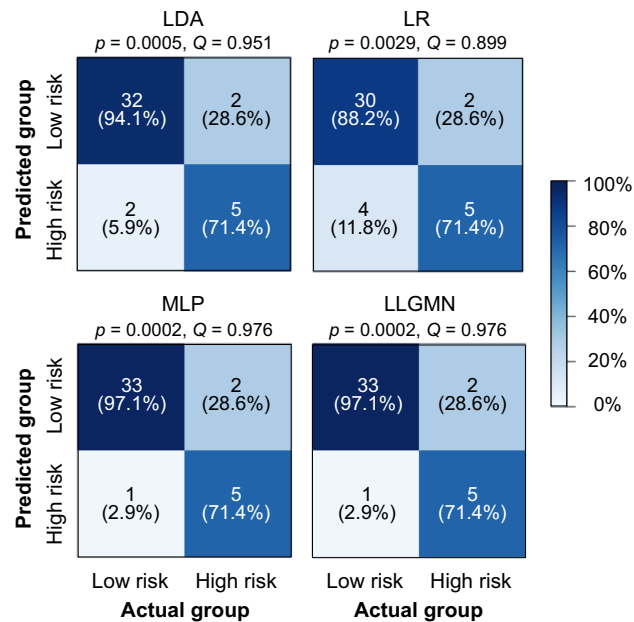 LDA
p = 0.0005, Q = 0.951
LR
p = 0.0029, Q = 0.899
Predicted group
Low risk
High risk
32
(94.1%)
2
(28.6%)
2
(5.9%)
5
(71.4%)
30
(88.2%)
2
(28.6%)
4
(11.8%)
5
(71.4%)
100%
80%
60%
40%
20%
0%
MLP
p = 0.0002, Q = 0.976
LLGMN
p = 0.0002, Q = 0.976
Predicted group
Low risk
High risk
33
(97.1%)
2
(28.6%)
1
(2.9%)
5
(71.4%)
33
(97.1%)
2
(28.6%)
1
(2.9%)
5
(71.4%)
Low risk High risk
Actual group
Low risk High risk
Actual group